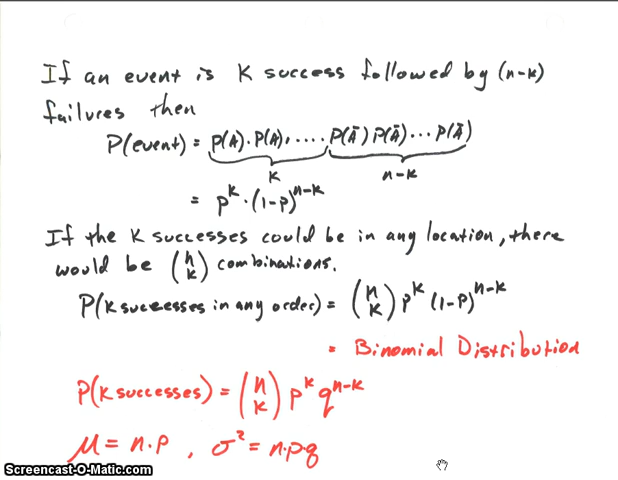 If an event is K success followed by (n-k)
failures then
P(event) = P(A)·P(A)·....· P(Ā) P(Ā)... P(Ā)
k n-k
= p^k · (1-p)^{n-k}
If the K successes could be in any location, there
would be (n k) combinations.
P(K successes in any order) = (n k) p^k (1-p)^{n-k}
= Binomial Distribution
P(K successes) = (n k) p^k q^{n-k}
μ = n·p , σ² = n·p·q
Screencast-O-Matic.com